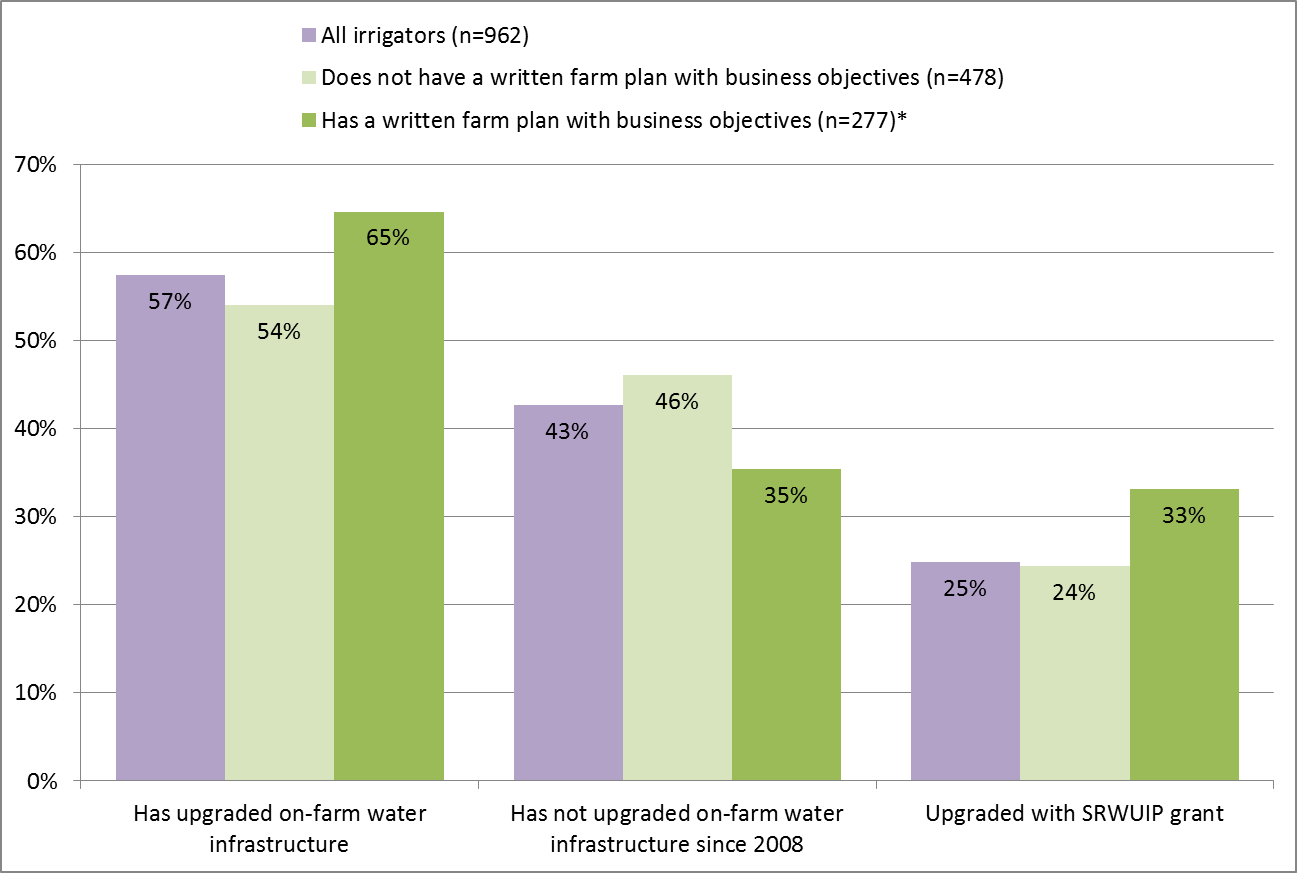 All irrigators (n=962)
Does not have a written farm plan with business objectives (n=478)
Has a written farm plan with business objectives (n=277)*
70%
60%
50%
40%
30%
20%
10%
0%
57%
54%
65%
43%
46%
35%
25%
24%
33%
Has upgraded on-farm water
infrastructure
Has not upgraded on-farm water
infrastructure since 2008
Upgraded with SRWUIP grant